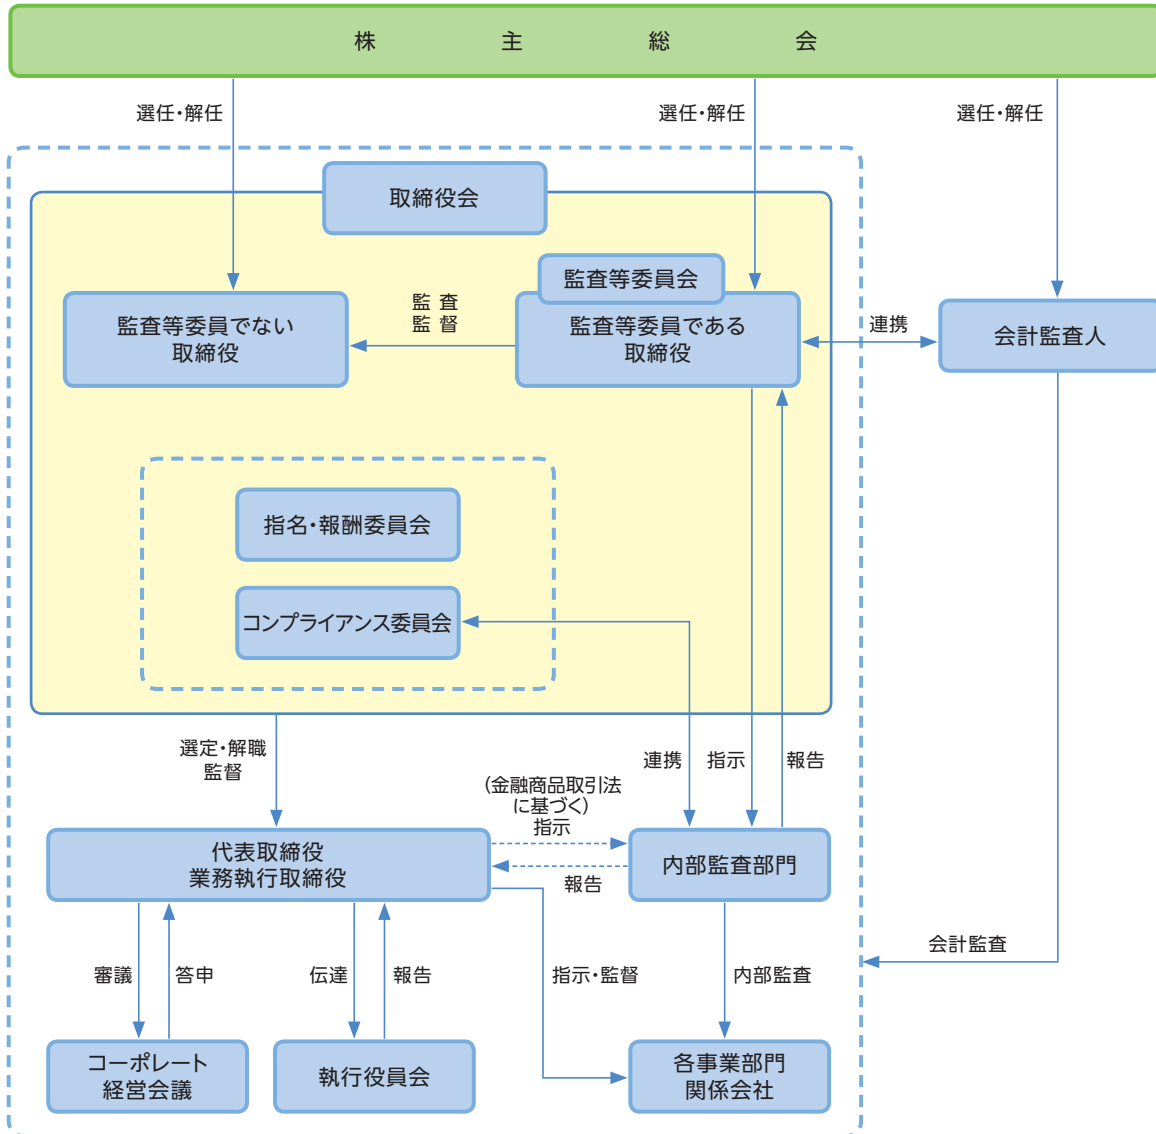 株主総会
選任・解任
選任・解任
選任・解任
取締役会
監査等委員会
監査等委員でない
取締役
監査
監督
監査等委員である
取締役
連携
会計監査人
指名・報酬委員会
コンプライアンス委員会
選定・解職
監督
連携
指示
報告
(金融商品取引法
に基づく)
指示
代表取締役
業務執行取締役
報告
内部監査部門
会計監査
審議
答申
伝達
報告
指示・監督
内部監査
コーポレート
経営会議
執行役員会
各事業部門
関係会社